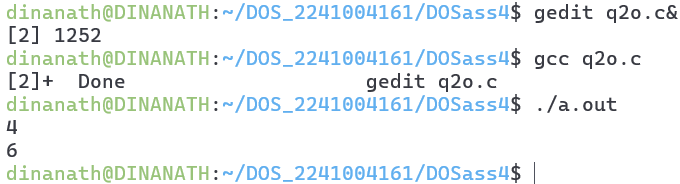 dinanath@DINANATH:~/DOS_2241004161/DOSass4$ gedit q2o.c&
[2] 1252
dinanath@DINANATH:~/DOS_2241004161/DOSass4$ gcc q2o.c
[2]+  Done                    gedit q2o.c
dinanath@DINANATH:~/DOS_2241004161/DOSass4$ ./a.out
4
6
dinanath@DINANATH:~/DOS_2241004161/DOSass4$